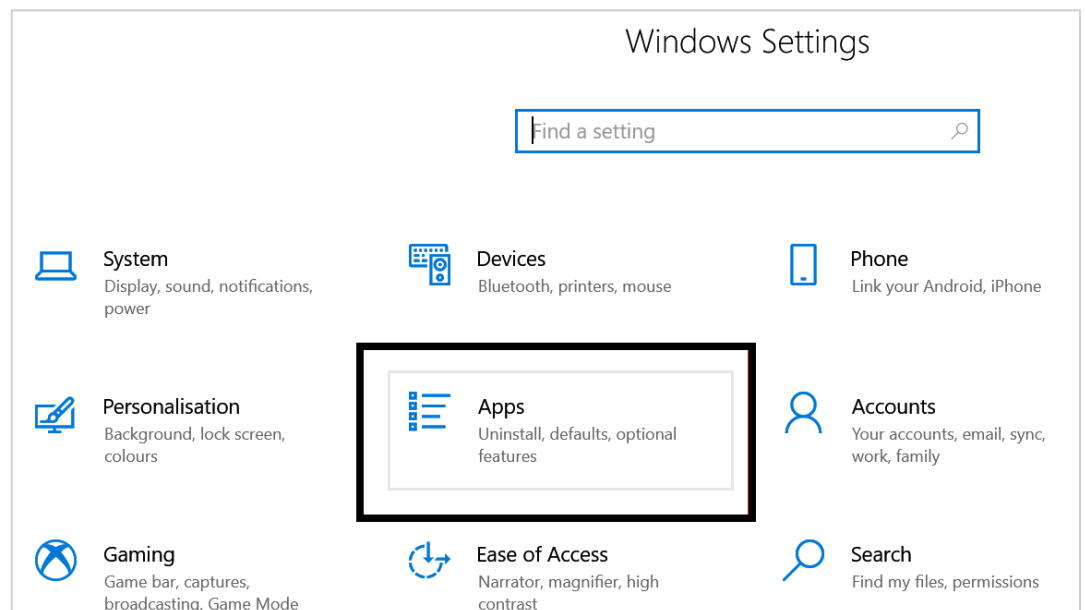 Windows Settings
Find a setting
System
Display, sound, notifications,
power
Devices
Bluetooth, printers, mouse
Phone
Link your Android, iPhone
Personalisation
Background, lock screen,
colours
Apps
Uninstall, defaults, optional
features
Accounts
Your accounts, email, sync,
work, family
Gaming
Game bar, captures,
broadcasting, Game Mode
Ease of Access
Narrator, magnifier, high
contrast
Search
Find my files, permissions